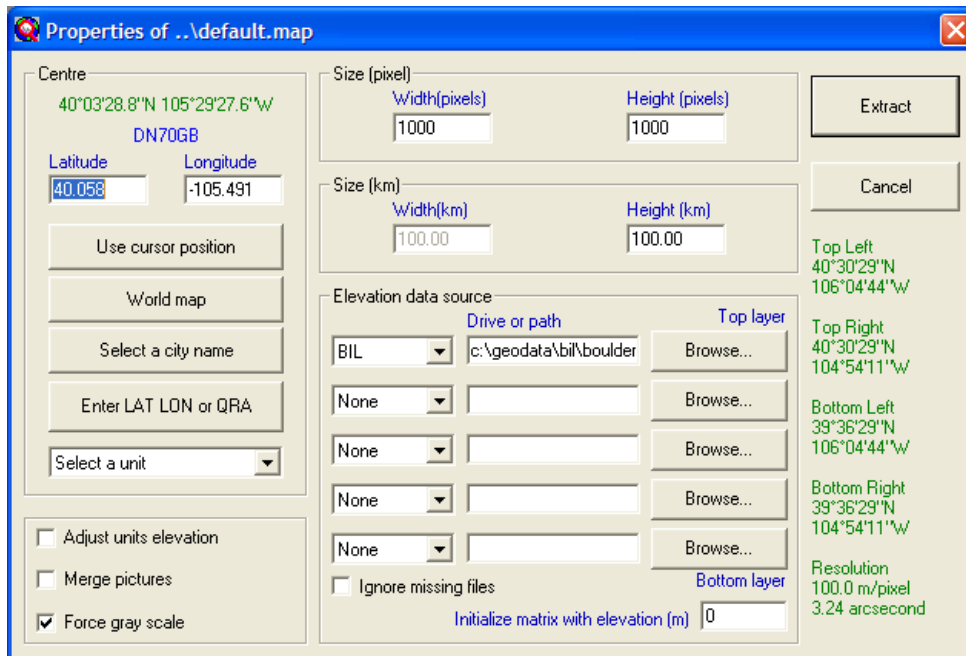 Properties of ..\default.map
Centre
40°03'28.8''N 105°29'27.6''W
DN70GB
Latitude Longitude
40.058 -105.491
Use cursor position
World map
Select a city name
Enter LAT LON or QRA
Select a unit
Adjust units elevation
Merge pictures
Force gray scale
Size (pixel)
Width(pixels) Height (pixels)
1000 1000
Size (km)
Width(km) Height (km)
100.00 100.00
Elevation data source
Drive or path Top layer
BIL c:\geodata\bil\boulder Browse...
None Browse...
None Browse...
None Browse...
None Browse...
Ignore missing files Bottom layer
Initialize matrix with elevation (m) 0
Extract
Cancel
Top Left
40°30'29''N
106°04'44''W
Top Right
40°30'29''N
104°54'11''W
Bottom Left
39°36'29''N
106°04'44''W
Bottom Right
39°36'29''N
104°54'11''W
Resolution
100.0 m/pixel
3.24 arcsecond